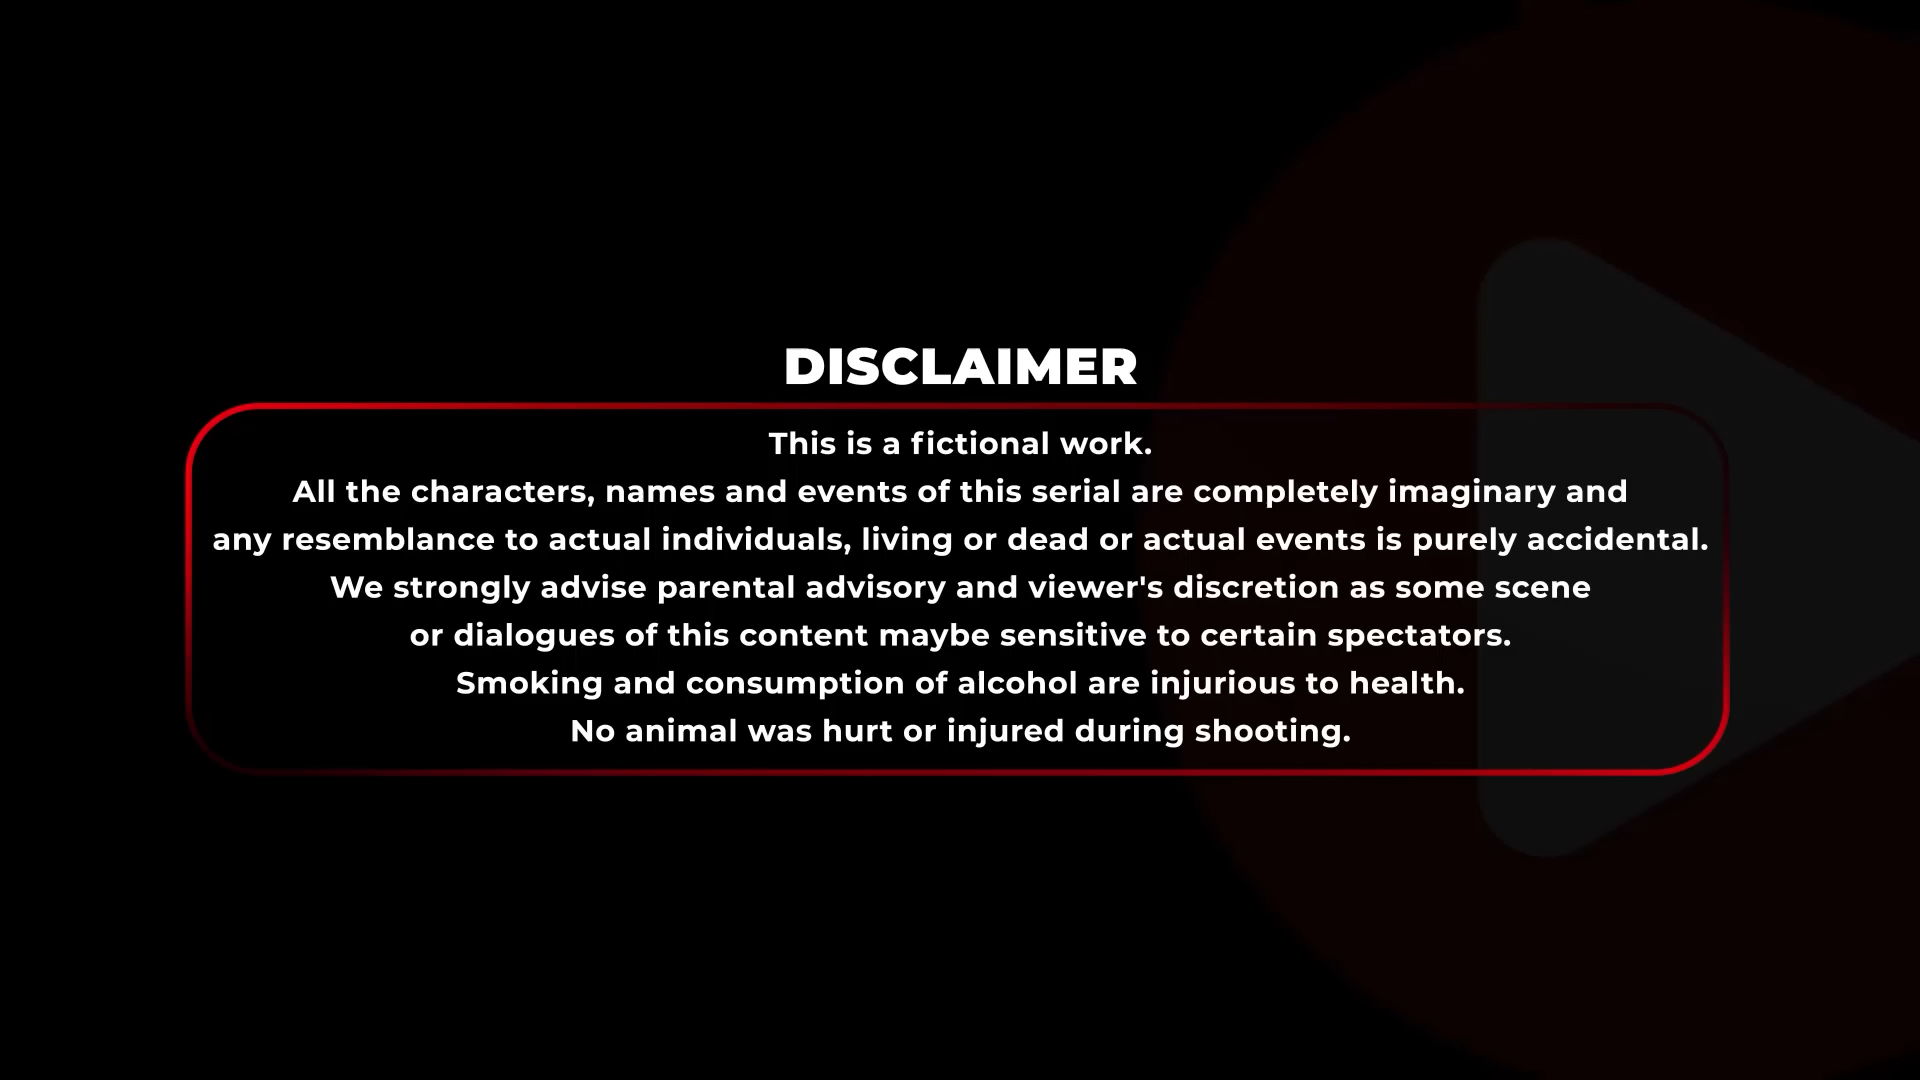 DISCLAIMER
This is a fictional work.
All the characters, names and events of this serial are completely imaginary and
any resemblance to actual individuals, living or dead or actual events is purely accidental.
We strongly advise parental advisory and viewer's discretion as some scene
or dialogues of this content maybe sensitive to certain spectators.
Smoking and consumption of alcohol are injurious to health.
No animal was hurt or injured during shooting.